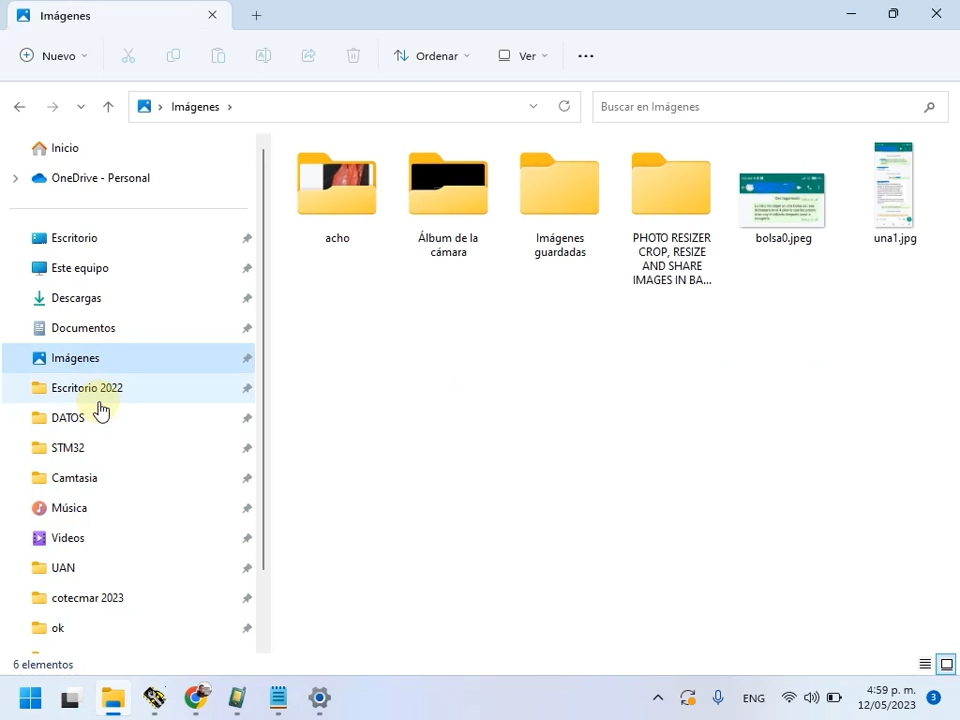 Imágenes
Nuevo
Ordenar
Ver
Imágenes
Buscar en Imágenes
Inicio
OneDrive - Personal
Escritorio
Este equipo
Descargas
Documentos
Imágenes
Escritorio 2022
DATOS
STM32
Camtasia
Música
Videos
UAN
cotecmar 2023
ok
acho
Álbum de la
cámara
Imágenes
guardadas
PHOTO RESIZER
CROP, RESIZE
AND SHARE
IMAGES IN BA...
bolsa0.jpeg
una1.jpg
6 elementos
ENG
4:59 p. m.
12/05/2023
3